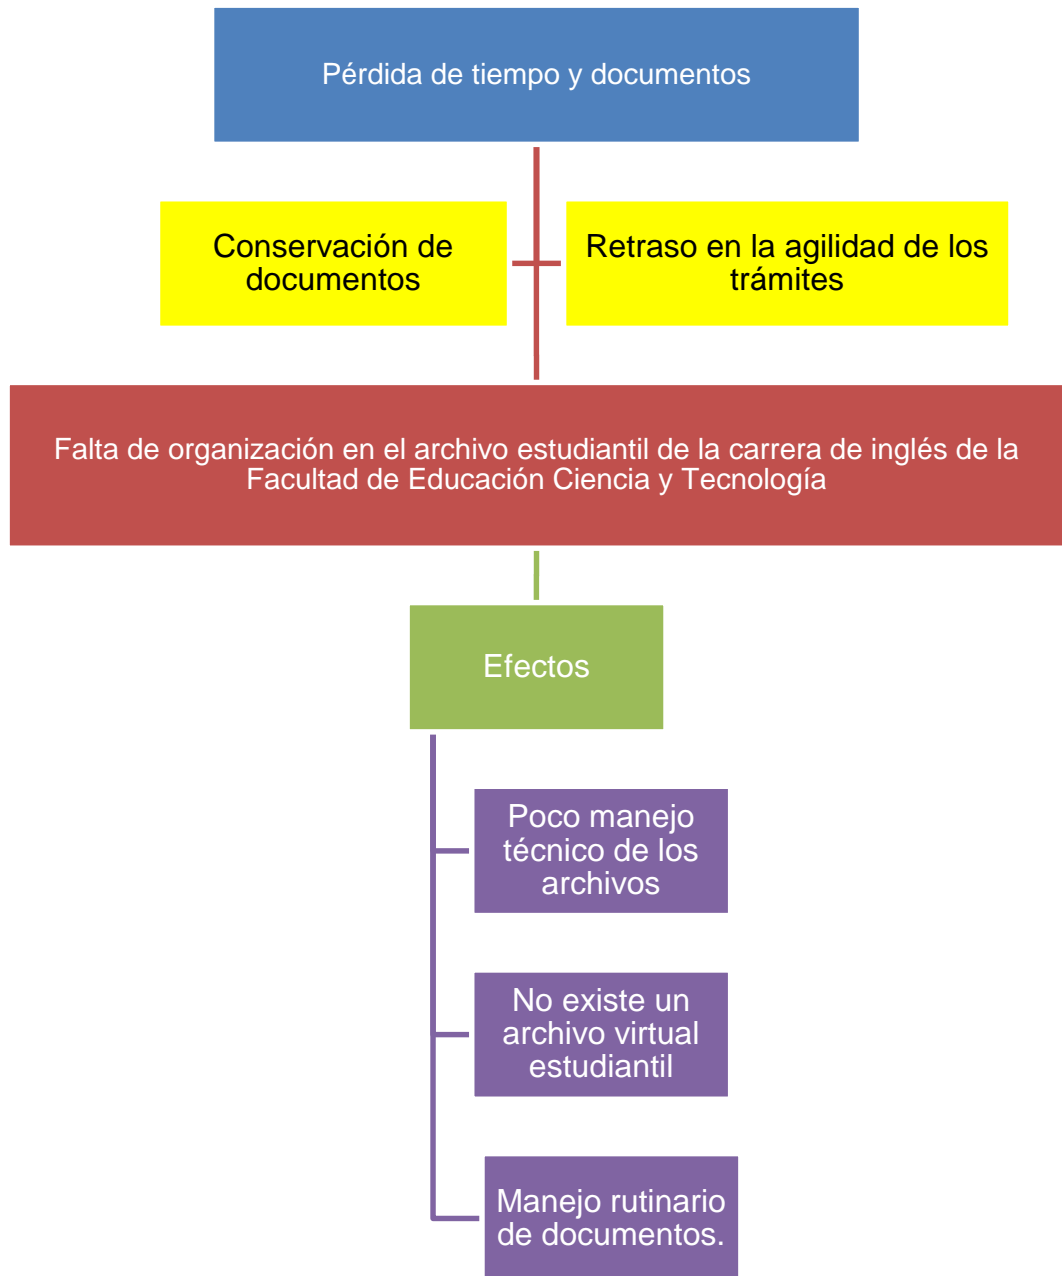 Pérdida de tiempo y documentos
Conservación de
documentos
Retraso en la agilidad de los
trámites
Falta de organización en el archivo estudiantil de la carrera de inglés de la
Facultad de Educación Ciencia y Tecnología
Efectos
Poco manejo
técnico de los
archivos
No existe un
archivo virtual
estudiantil
Manejo rutinario
de documentos.